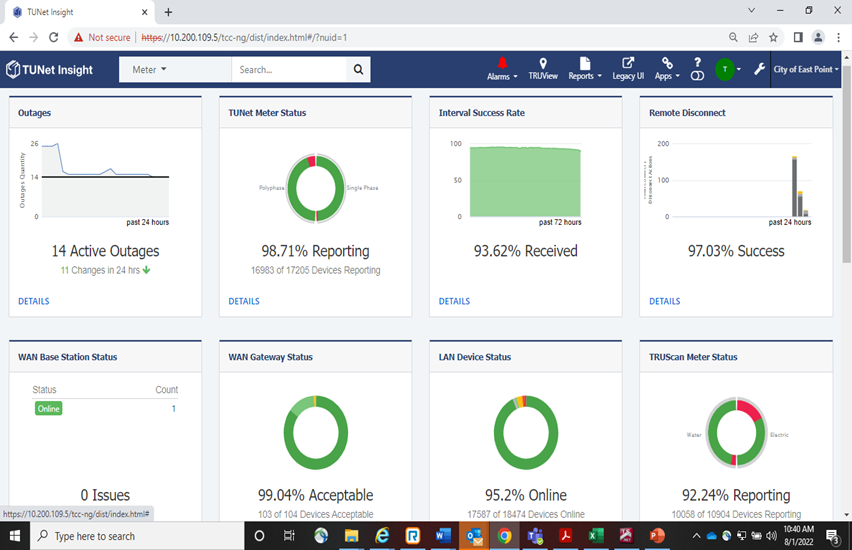 TUNet Insight
Not secure https://10.200.109.5/tcc-ng/dist/index.html#/?nuid=1
TUNet Insight
Meter
Search...
Alarms
TRUView
Reports
Legacy UI
Apps
?
T
City of East Point
Outages
Outages Quantity
26
14
0
past 24 hours
14 Active Outages
11 Changes in 24 hrs
DETAILS
TUNet Meter Status
Polyphase
Single Phase
98.71% Reporting
16983 of 17205 Devices Reporting
DETAILS
Interval Success Rate
100
50
0
past 72 hours
93.62% Received
DETAILS
Remote Disconnect
200
100
0
past 24 hours
97.03% Success
DETAILS
WAN Base Station Status
Status Count
Online 1
0 Issues
WAN Gateway Status
99.04% Acceptable
103 of 104 Devices Acceptable
LAN Device Status
95.2% Online
17587 of 18474 Devices Online
TRUScan Meter Status
Water
Electric
92.24% Reporting
10058 of 10904 Devices Reporting
https://10.200.109.5/tcc-ng/dist/index.html#
Type here to search
10:40 AM
8/1/2022
3